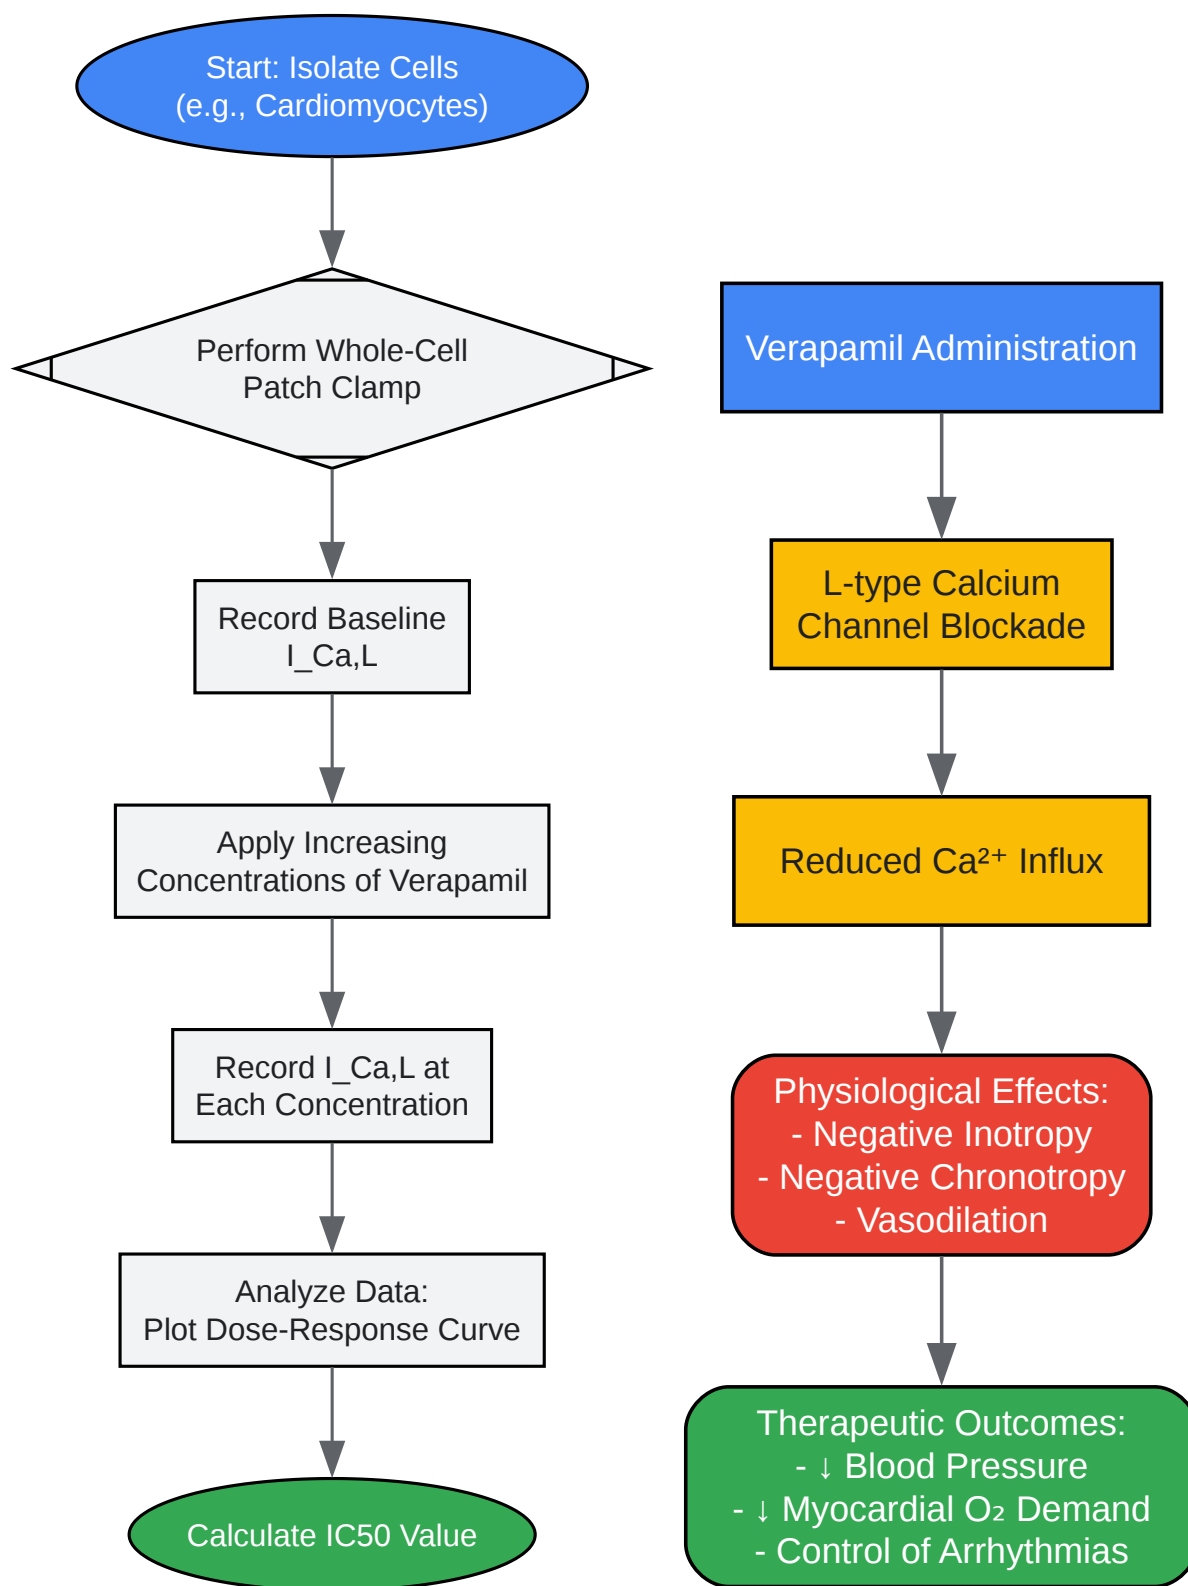 Start: Isolate Cells
(e.g., Cardiomyocytes)
Perform Whole-Cell
Patch Clamp
Record Baseline
I_Ca,L
Apply Increasing
Concentrations of Verapamil
Record I_Ca,L at
Each Concentration
Analyze Data:
Plot Dose-Response Curve
Calculate IC50 Value
Verapamil Administration
L-type Calcium
Channel Blockade
Reduced Ca²⁺ Influx
Physiological Effects:
- Negative Inotropy
- Negative Chronotropy
- Vasodilation
Therapeutic Outcomes:
- ↓ Blood Pressure
- ↓ Myocardial O₂ Demand
- Control of Arrhythmias